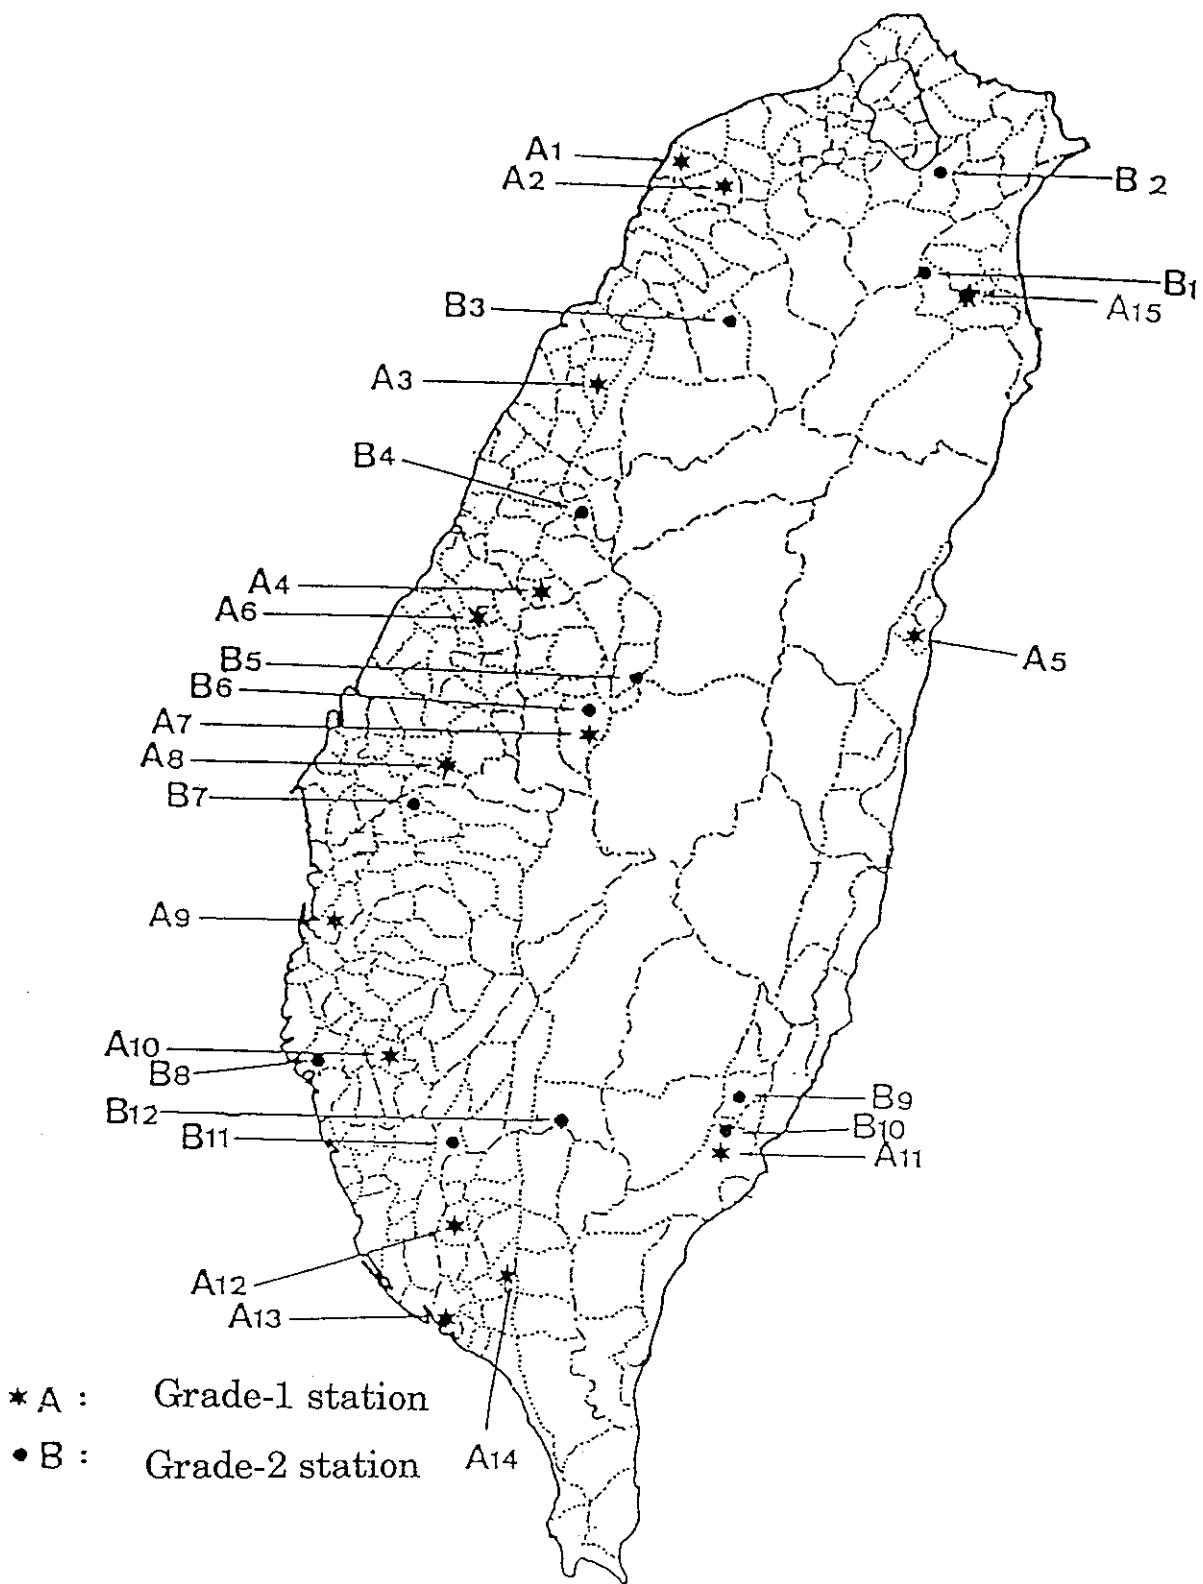 A1
A2
B2
B1
A15
B3
A3
B4
A4
A6
B5
A5
B6
A7
A8
B7
A9
A10
B8
B9
B12
B10
B11
A11
A12
A13
★ A : Grade-1 station
● B : Grade-2 station
A14